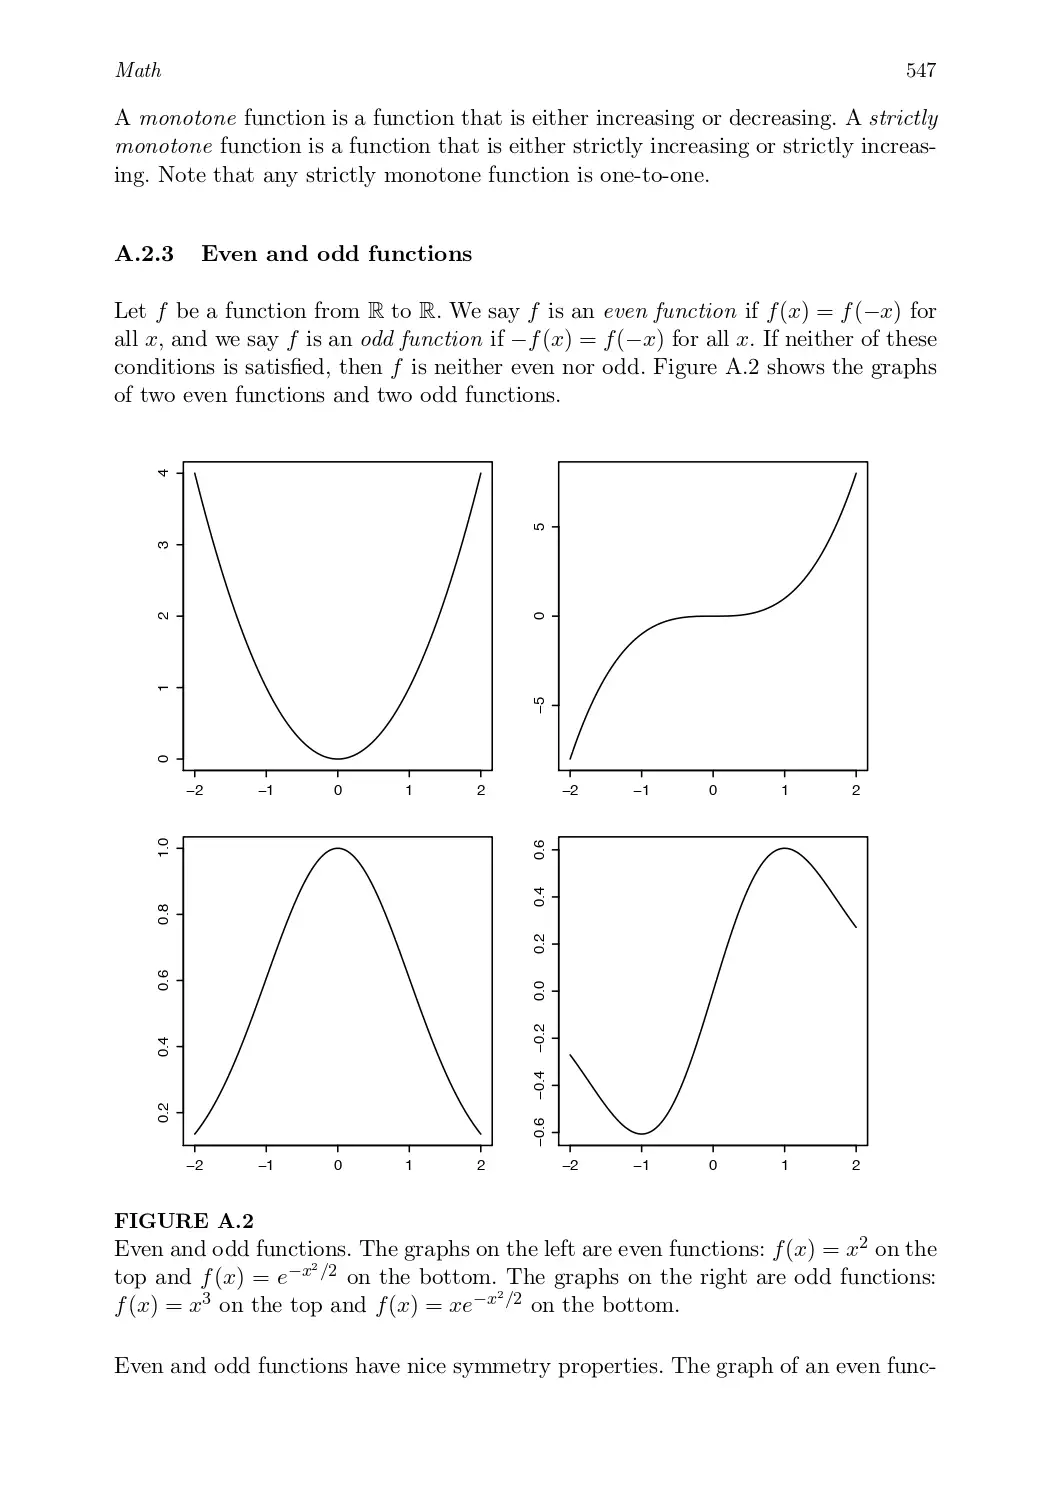 Math 547
A monotone function is a function that is either increasing or decreasing. A strictly
monotone function is a function that is either strictly increasing or strictly increas-
ing. Note that any strictly monotone function is one-to-one.
A.2.3 Even and odd functions
Let f be a function from ℝ to ℝ. We say f is an even function if f(x) = f(−x) for
all x, and we say f is an odd function if −f(x) = f(−x) for all x. If neither of these
conditions is satisfied, then f is neither even nor odd. Figure A.2 shows the graphs
of two even functions and two odd functions.
4
3
2
1
0
−2 −1 0 1 2
5
0
−5
−2 −1 0 1 2
1.0
0.8
0.6
0.4
0.2
−2 −1 0 1 2
0.6
0.4
0.2
0.0
−0.2
−0.4
−0.6
−2 −1 0 1 2
FIGURE A.2
Even and odd functions. The graphs on the left are even functions: f(x) = x² on the
top and f(x) = e^{−x²/2} on the bottom. The graphs on the right are odd functions:
f(x) = x³ on the top and f(x) = xe^{−x²/2} on the bottom.
Even and odd functions have nice symmetry properties. The graph of an even func-